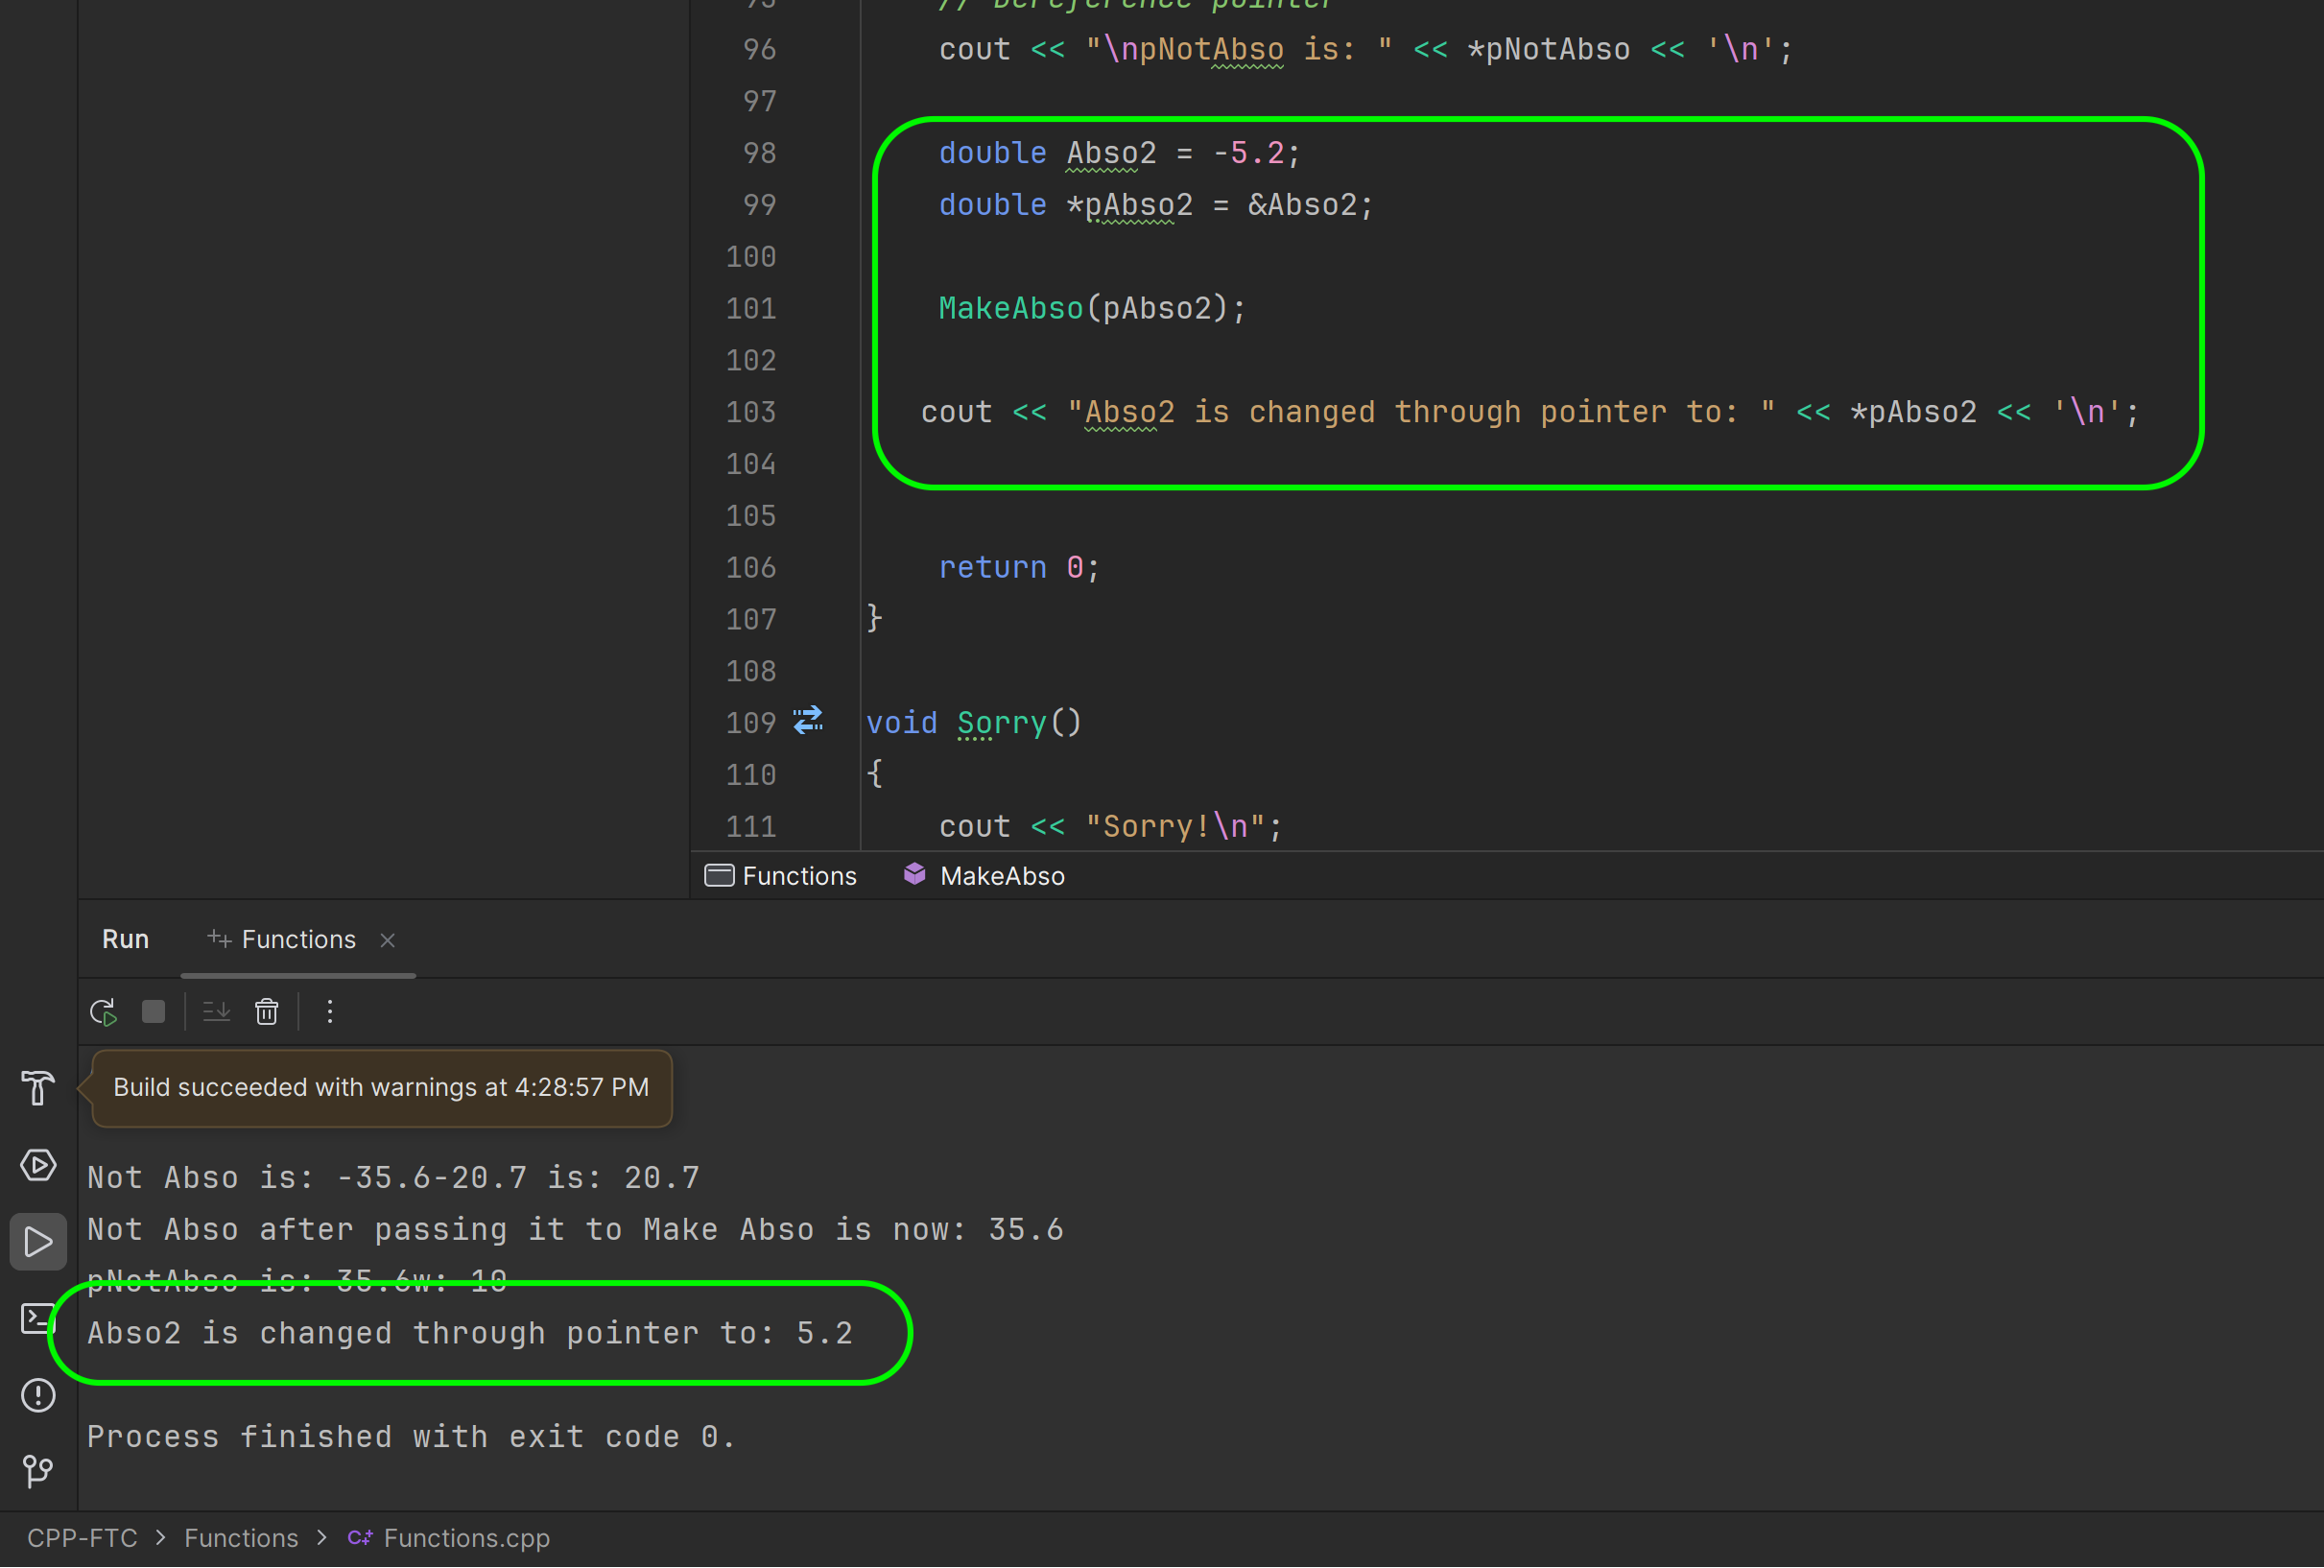 95 // Dereference pointer
96 cout << "\npNotAbso is: " << *pNotAbso << '\n';
97
98 double Abso2 = -5.2;
99 double *pAbso2 = &Abso2;
100
101 MakeAbso(pAbso2);
102
103 cout << "Abso2 is changed through pointer to: " << *pAbso2 << '\n';
104
105
106 return 0;
107 }
108
109 void Sorry()
110 {
111 cout << "Sorry!\n";
Functions MakeAbso
Run Functions
Build succeeded with warnings at 4:28:57 PM
Not Abso is: -35.6-20.7 is: 20.7
Not Abso after passing it to Make Abso is now: 35.6
pNotAbso is: 35.6w: 10
Abso2 is changed through pointer to: 5.2
Process finished with exit code 0.
CPP-FTC > Functions > C++ Functions.cpp